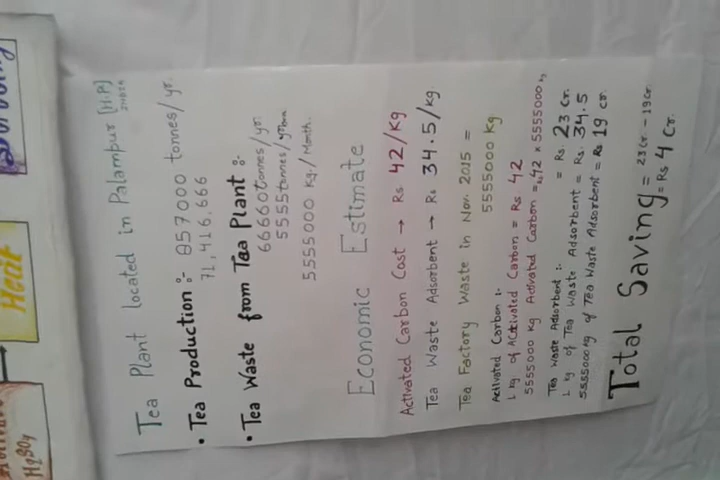 Tea Plant located in Palampur [H.P]
INDIA
• Tea Production :- 857000 tonnes/yr.
71,416.666
• Tea Waste from Tea Plant :-
66660 tonnes/yr.
5555 tonnes/
5555000 Kg./Month.
Economic Estimate
Activated Carbon Cost → Rs. 42/Kg
Tea Waste Adsorbent → Rs 34.5/Kg.
Tea Factory Waste in Nov. 2015 =
5555000 Kg
Activated Carbon :-
1 Kg of Activated Carbon = Rs 42
5555000 Kg Activated Carbon = 42 x 5555000
= Rs. 23 Cr.
Tea Waste Adsorbent :-
1 Kg of Tea Waste Adsorbent = Rs. 34.5
5555000 Kg of Tea Waste Adsorbent = Rs 19 cr.
Total Saving = 23 Cr. - 19 Cr.
= Rs 4 Cr.
Heat
H2SO4